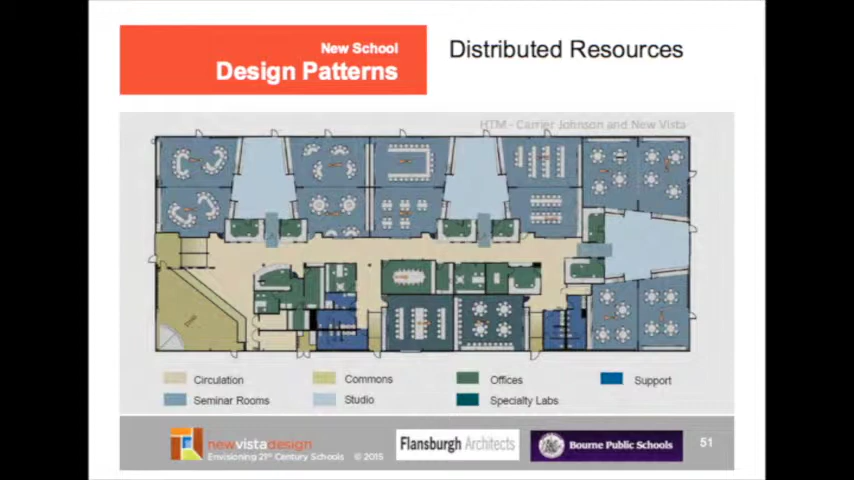 New School
Design Patterns
Distributed Resources
HTM - Carrier Johnson and New Vista
Circulation
Commons
Offices
Support
Seminar Rooms
Studio
Specialty Labs
newvistadesign
Envisioning 21st Century Schools © 2015
Flansburgh Architects
Bourne Public Schools
51